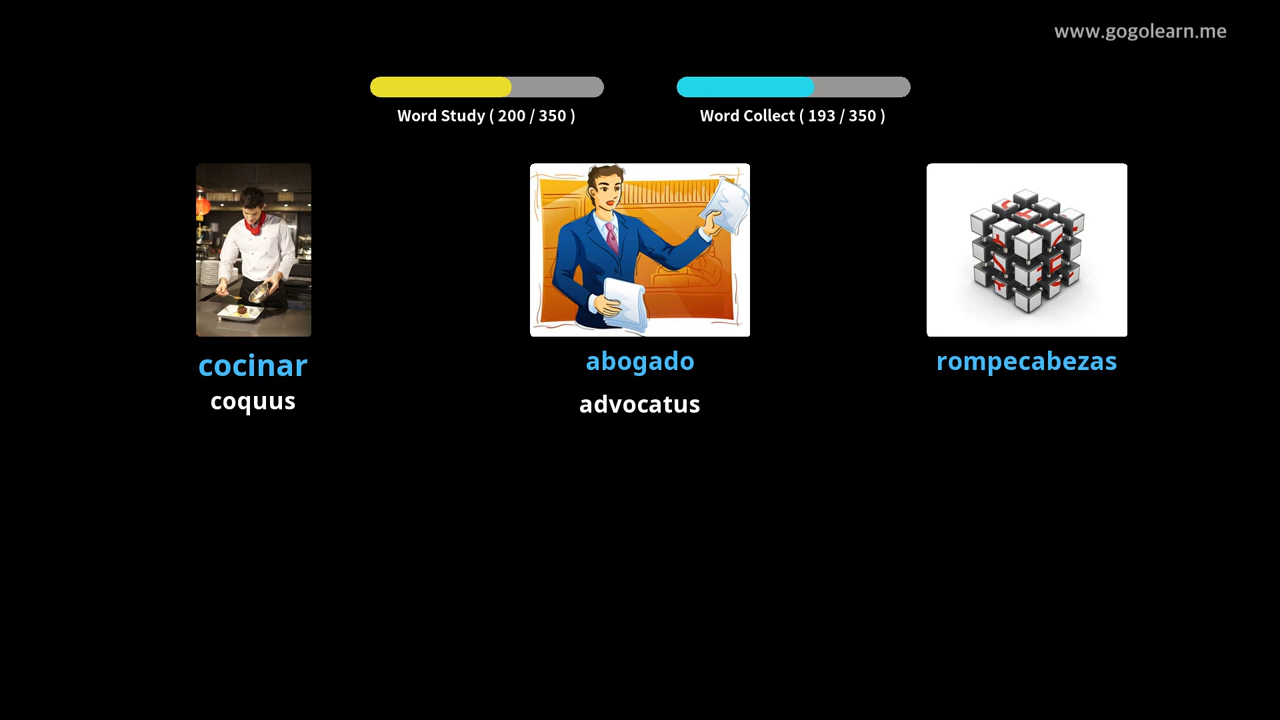 www.gogolearn.me
Word Study ( 200 / 350 )
Word Collect ( 193 / 350 )
cocinar
coquus
abogado
advocatus
rompecabezas